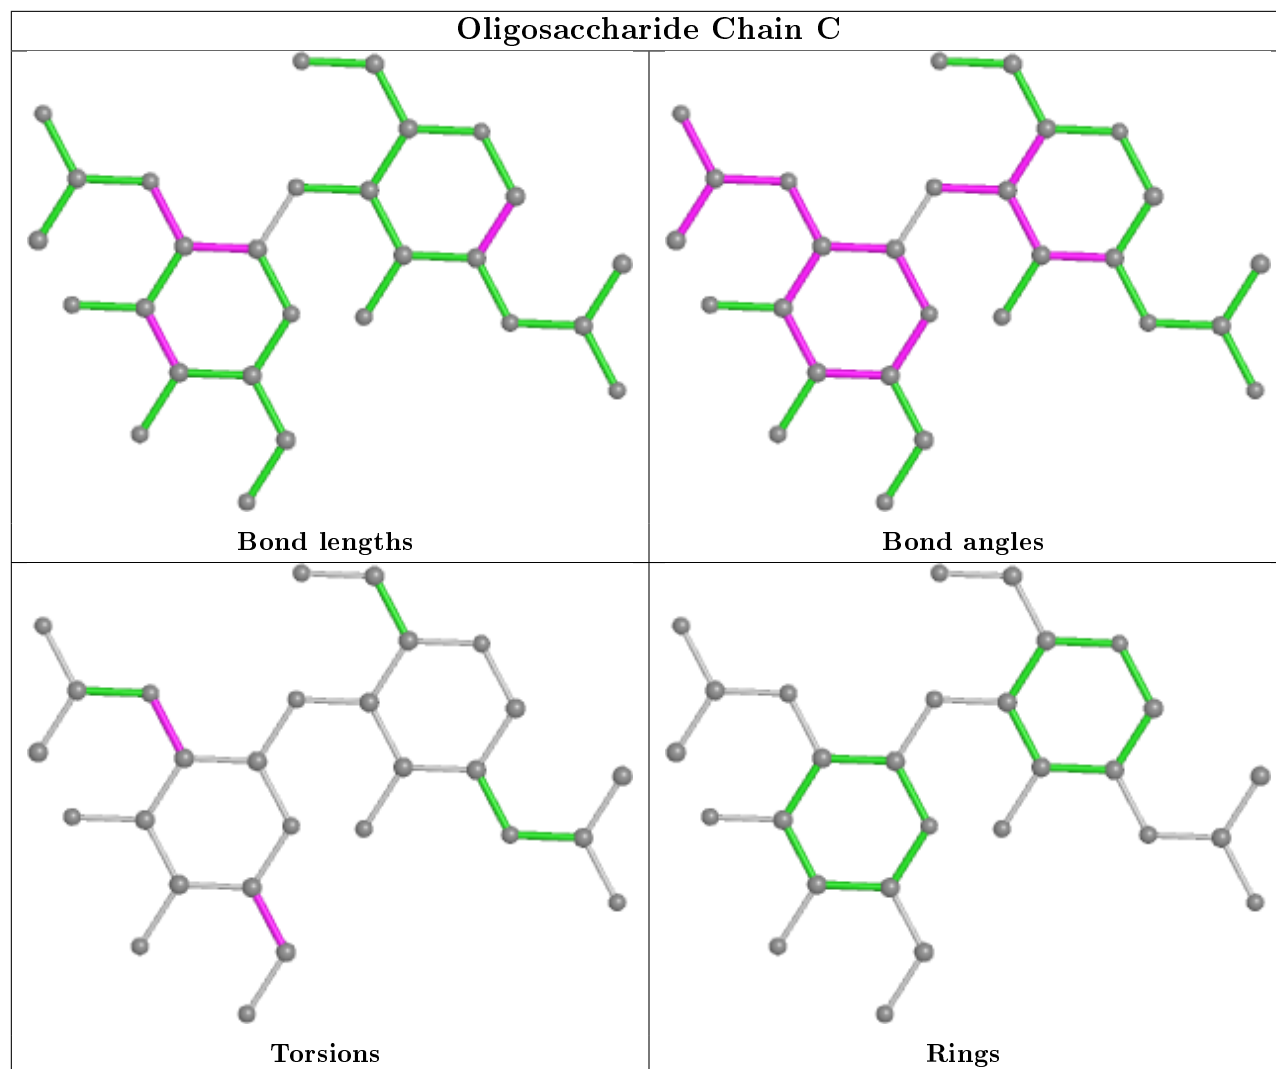 Oligosaccharide Chain C
Bond lengths
Bond angles
Torsions
Rings